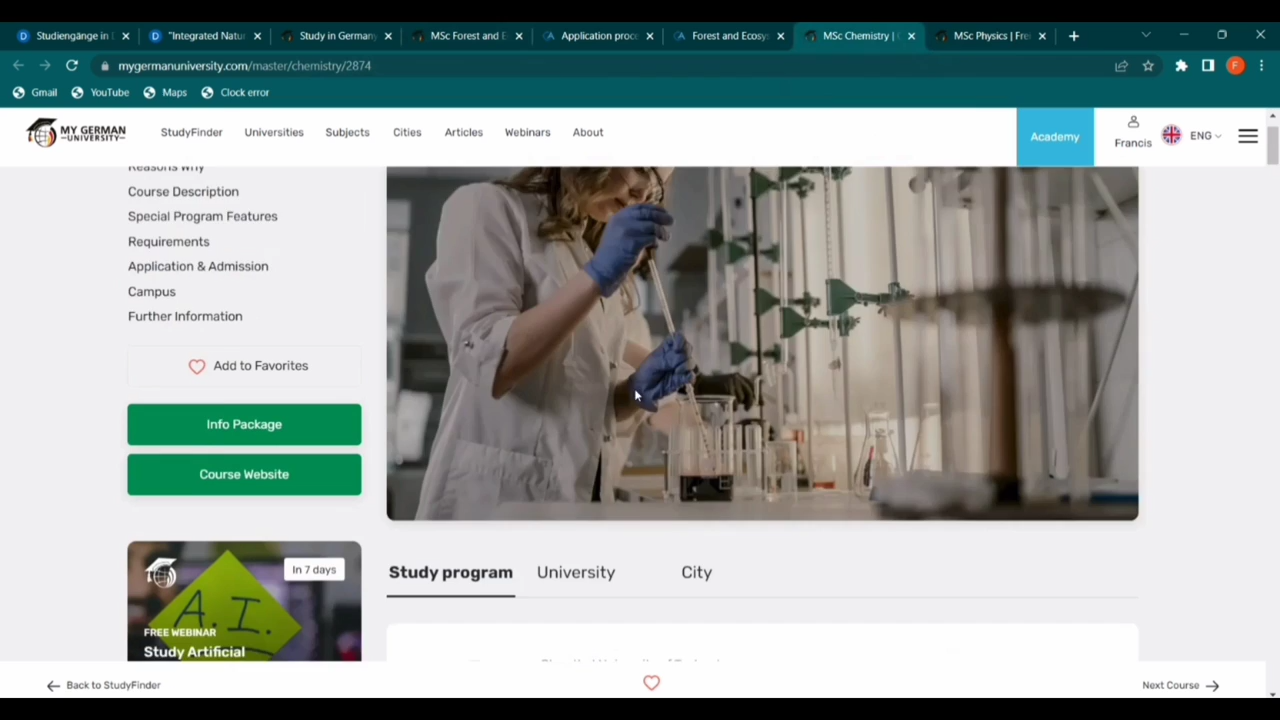 Studiengänge in
"Integrated Natu
Study in Germany
MSc Forest and E
Application proc
Forest and Ecosy
MSc Chemistry |
MSc Physics | Fre
mygermanuniversity.com/master/chemistry/2874
F
Gmail
YouTube
Maps
Clock error
MY GERMAN
UNIVERSITY
StudyFinder
Universities
Subjects
Cities
Articles
Webinars
About
Academy
Francis
ENG
Reasons Why
Course Description
Special Program Features
Requirements
Application & Admission
Campus
Further Information
Add to Favorites
Info Package
Course Website
In 7 days
A.I.
FREE WEBINAR
Study Artificial
Study program
University
City
Back to StudyFinder
Next Course